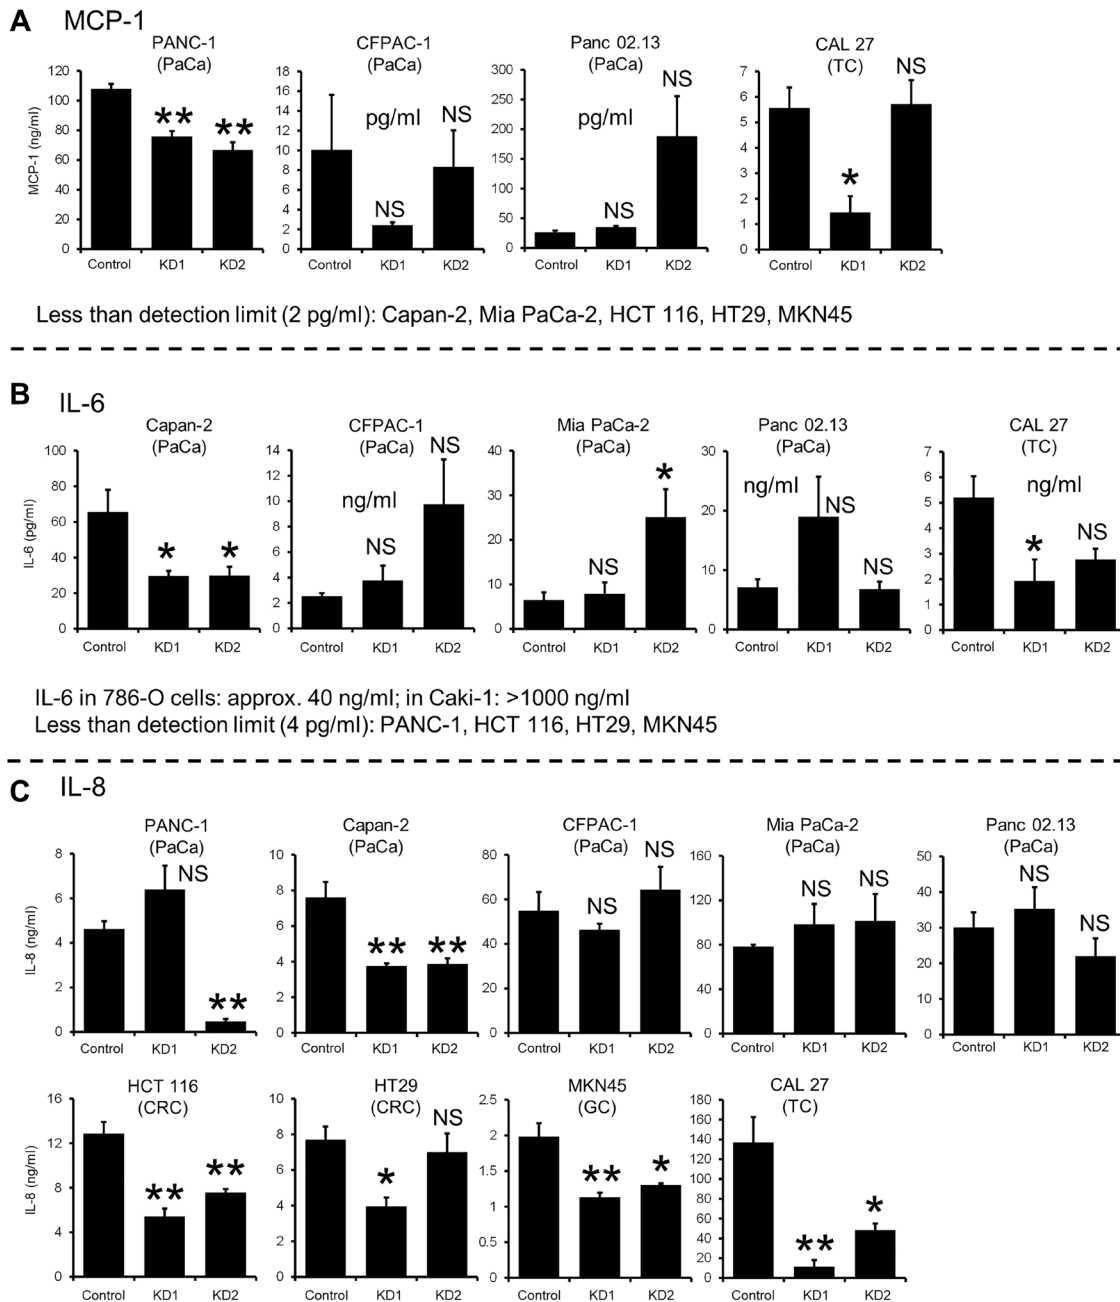 A MCP-1
PANC-1
(PaCa)
MCP-1 (ng/ml)
120
100
80
60
40
20
0
**
**
Control KD1 KD2
CFPAC-1
(PaCa)
18
16
14
12
10
8
6
4
2
0
pg/ml
NS
NS
Control KD1 KD2
Panc 02.13
(PaCa)
300
250
200
150
100
50
0
pg/ml
NS
NS
Control KD1 KD2
CAL 27
(TC)
7
6
5
4
3
2
1
0
*
NS
Control KD1 KD2
Less than detection limit (2 pg/ml): Capan-2, Mia PaCa-2, HCT 116, HT29, MKN45
B IL-6
Capan-2
(PaCa)
IL-6 (pg/ml)
100
80
60
40
20
0
*
*
Control KD1 KD2
CFPAC-1
(PaCa)
14
12
10
8
6
4
2
0
ng/ml
NS
NS
Control KD1 KD2
Mia PaCa-2
(PaCa)
40
30
20
10
0
NS
*
Control KD1 KD2
Panc 02.13
(PaCa)
30
20
10
0
ng/ml
NS
NS
Control KD1 KD2
CAL 27
(TC)
7
6
5
4
3
2
1
0
ng/ml
*
NS
Control KD1 KD2
IL-6 in 786-O cells: approx. 40 ng/ml; in Caki-1: >1000 ng/ml
Less than detection limit (4 pg/ml): PANC-1, HCT 116, HT29, MKN45
C IL-8
PANC-1
(PaCa)
IL-8 (ng/ml)
8
6
4
2
0
NS
**
Control KD1 KD2
Capan-2
(PaCa)
10
8
6
4
2
0
**
**
Control KD1 KD2
CFPAC-1
(PaCa)
80
60
40
20
0
NS
NS
Control KD1 KD2
Mia PaCa-2
(PaCa)
160
120
80
40
0
NS
NS
Control KD1 KD2
Panc 02.13
(PaCa)
50
40
30
20
10
0
NS
NS
Control KD1 KD2
HCT 116
(CRC)
IL-8 (ng/ml)
16
12
8
4
0
**
**
Control KD1 KD2
HT29
(CRC)
10
8
6
4
2
0
*
NS
Control KD1 KD2
MKN45
(GC)
2.5
2
1.5
1
0.5
0
**
*
Control KD1 KD2
CAL 27
(TC)
180
160
140
120
100
80
60
40
20
0
**
*
Control KD1 KD2